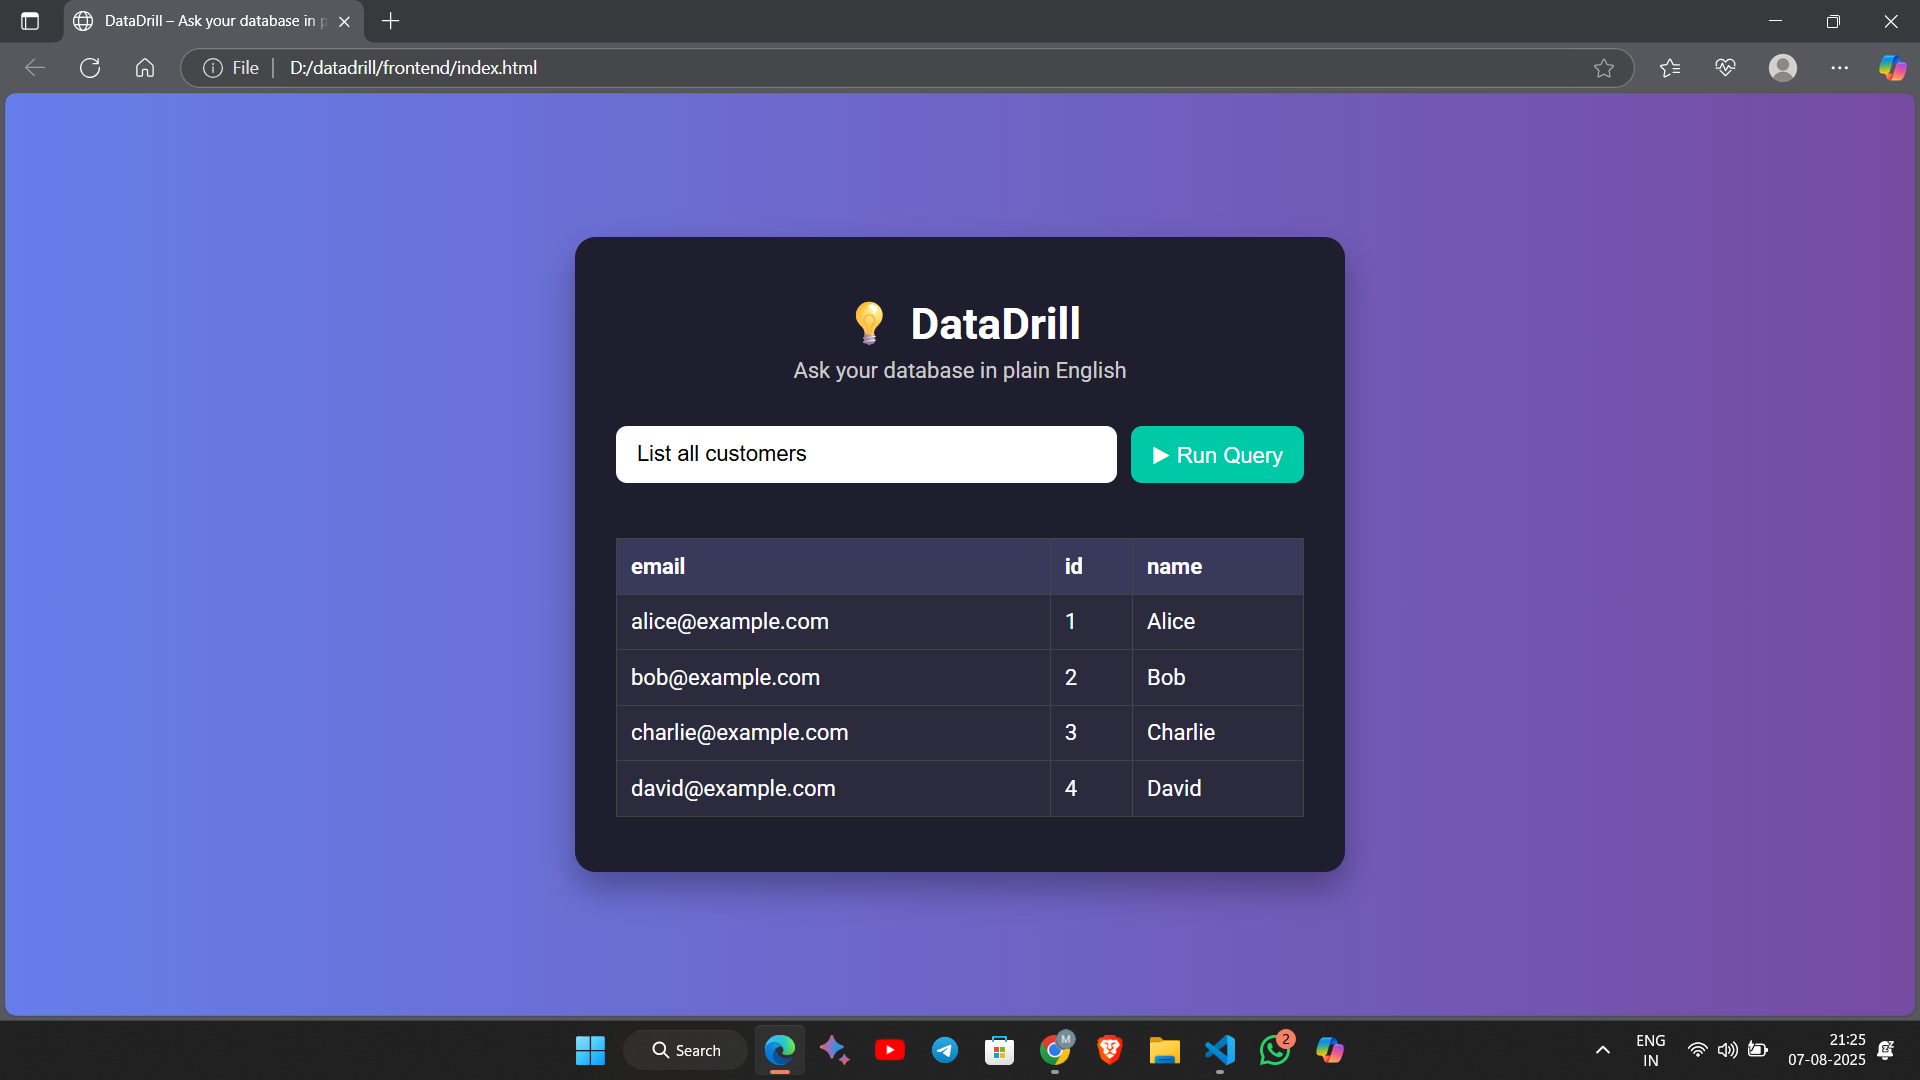 DataDrill – Ask your database in p
File
D:/datadrill/frontend/index.html
DataDrill
Ask your database in plain English
List all customers
Run Query
email id name
alice@example.com 1 Alice
bob@example.com 2 Bob
charlie@example.com 3 Charlie
david@example.com 4 David
Search
M
2
ENG
IN
21:25
07-08-2025